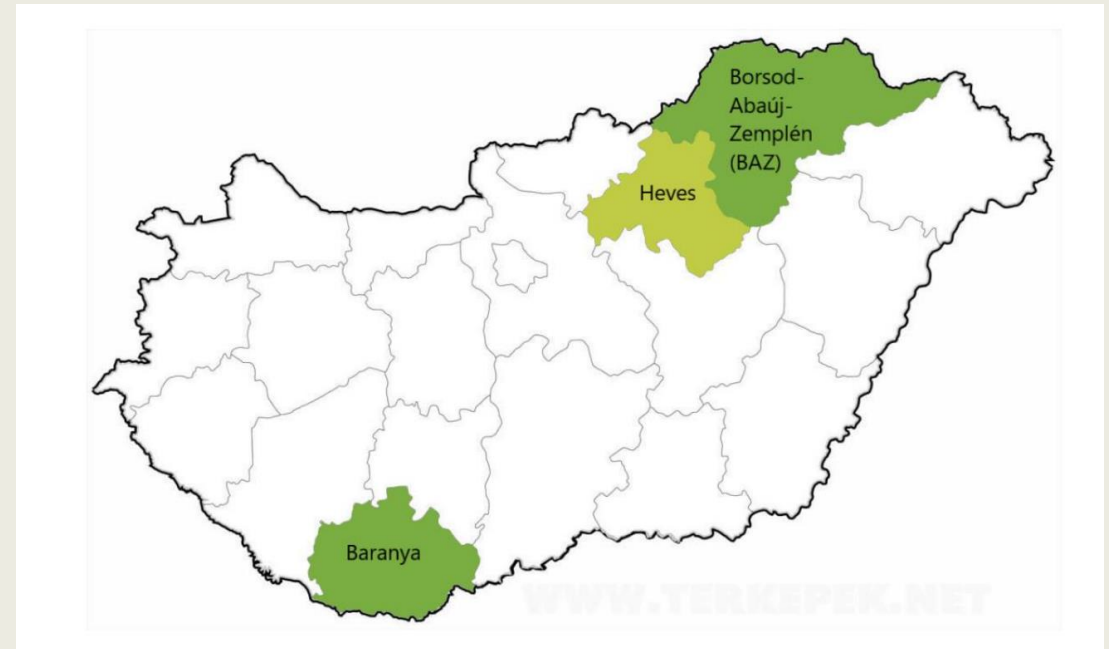 Borsod-
Abaúj-
Zemplén
(BAZ)
Heves
Baranya
WWW.TERKEPEK.NET